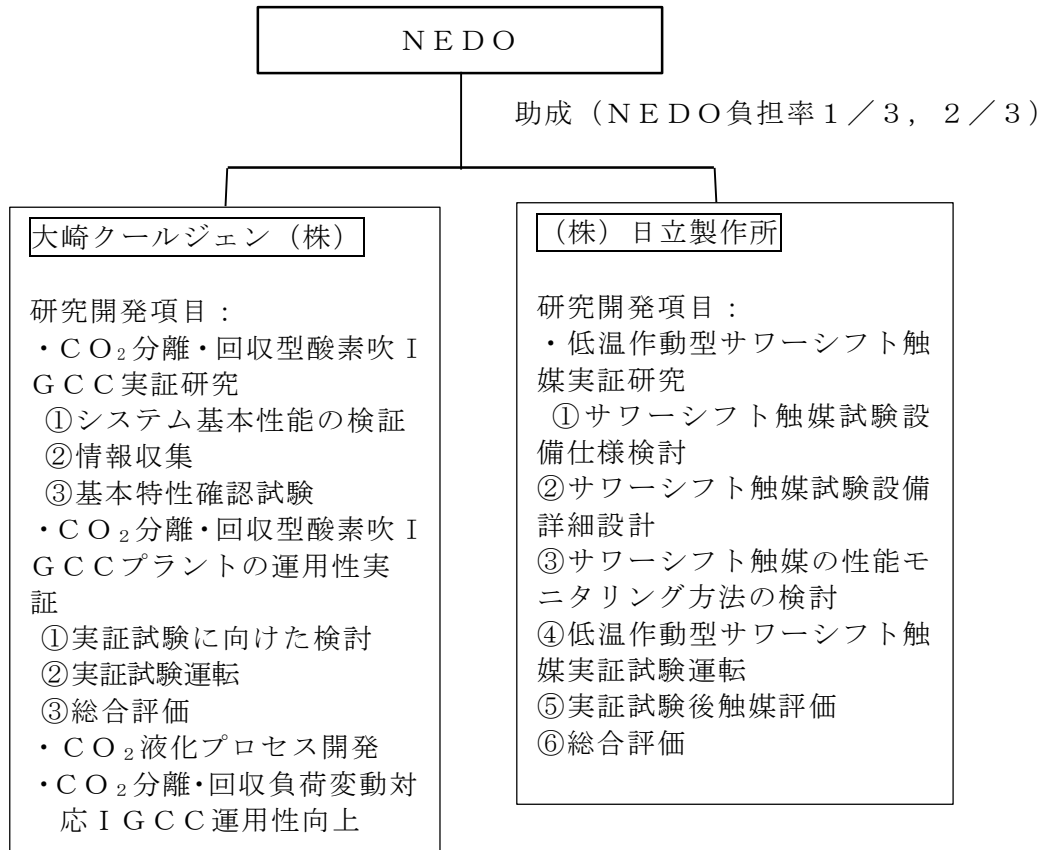 ＮＥＤＯ
助成（ＮＥＤＯ負担率１／３，２／３）
大崎クールジェン（株）
研究開発項目：
・ＣＯ₂分離・回収型酸素吹Ｉ
ＧＣＣ実証研究
①システム基本性能の検証
②情報収集
③基本特性確認試験
・ＣＯ₂分離・回収型酸素吹Ｉ
ＧＣＣプラントの運用性実
証
①実証試験に向けた検討
②実証試験運転
③総合評価
・ＣＯ₂液化プロセス開発
・ＣＯ₂分離・回収負荷変動対
応ＩＧＣＣ運用性向上
（株）日立製作所
研究開発項目：
・低温作動型サワーシフト触
媒実証研究
①サワーシフト触媒試験設
備仕様検討
②サワーシフト触媒試験設備
詳細設計
③サワーシフト触媒の性能モ
ニタリング方法の検討
④低温作動型サワーシフト触
媒実証試験運転
⑤実証試験後触媒評価
⑥総合評価